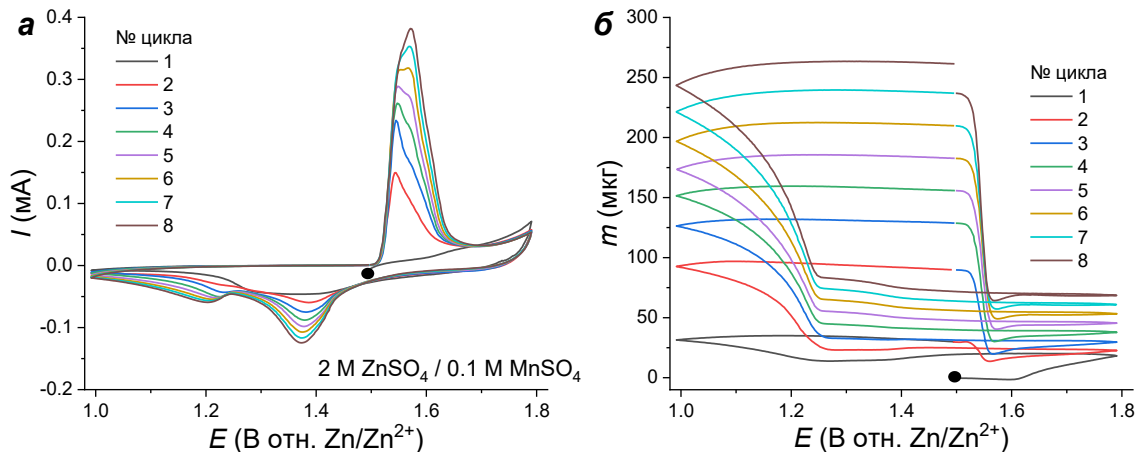 а
№ цикла
1
2
3
4
5
6
7
8
I (мА)
0.4
0.3
0.2
0.1
0.0
-0.1
-0.2
2 M ZnSO₄ / 0.1 M MnSO₄
1.0 1.2 1.4 1.6 1.8
E (В отн. Zn/Zn²⁺)
б
№ цикла
1
2
3
4
5
6
7
8
m (мкг)
300
250
200
150
100
50
0
1.0 1.2 1.4 1.6 1.8
E (В отн. Zn/Zn²⁺)